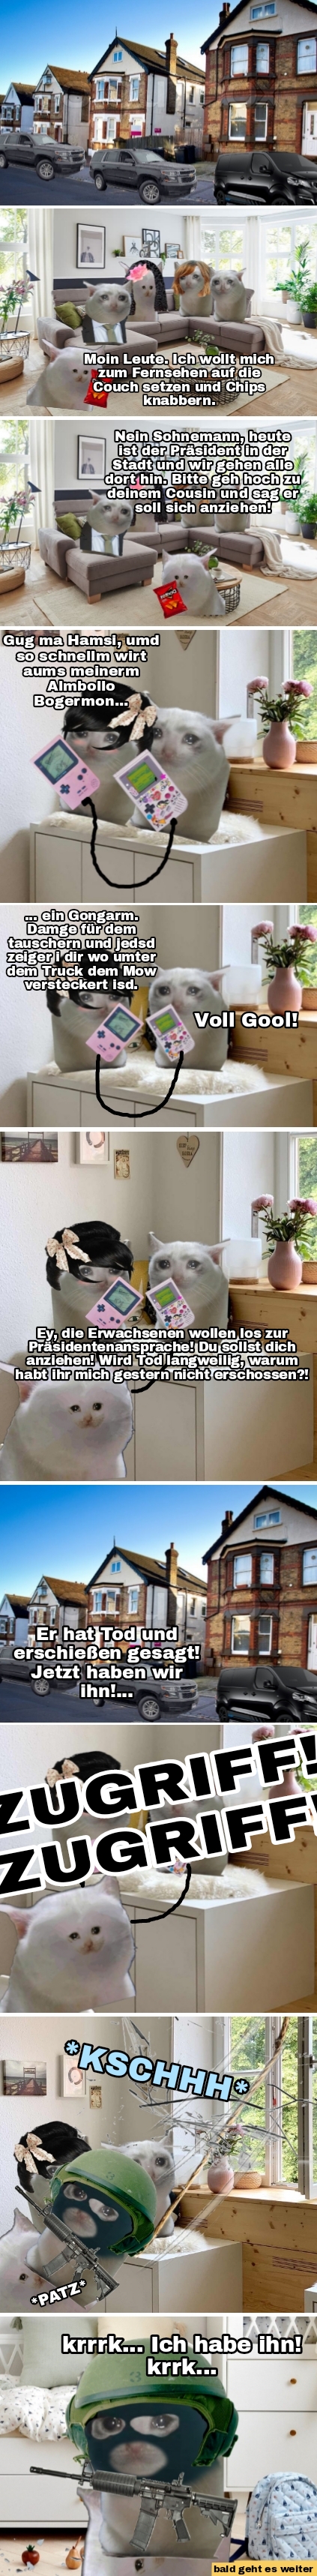 Moin Leute. Ich wollt mich
zum Fernsehen auf die
Couch setzen und Chips
knabbern.
Nein Sohnemann, heute
ist der Präsident in der
Stadt und wir gehen alle
dorthin. Bitte geh hoch zu
deinem Cousin und sag er
soll sich anziehen!
Gug ma Hamsi, umd
so schnellm wirt
aums meinerm
Aimbollo
Bogermon...
... ein Gongarm.
Damge für dem
tauschern und jedsd
zeiger i dir wo umter
dem Truck dem Mow
versteckert isd.
Voll Gool!
Ey, die Erwachsenen wollen los zur
Präsidentenansprache! Du sollst dich
anziehen! Wird Tod langweilig, warum
habt ihr mich gestern nicht erschossen?!
Er hat Tod und
erschießen gesagt!
Jetzt haben wir
ihn!...
ZUGRIFF!
ZUGRIFF!
*KSCHHH*
*PATZ*
krrrk... Ich habe ihn!
krrk...
bald geht es weiter